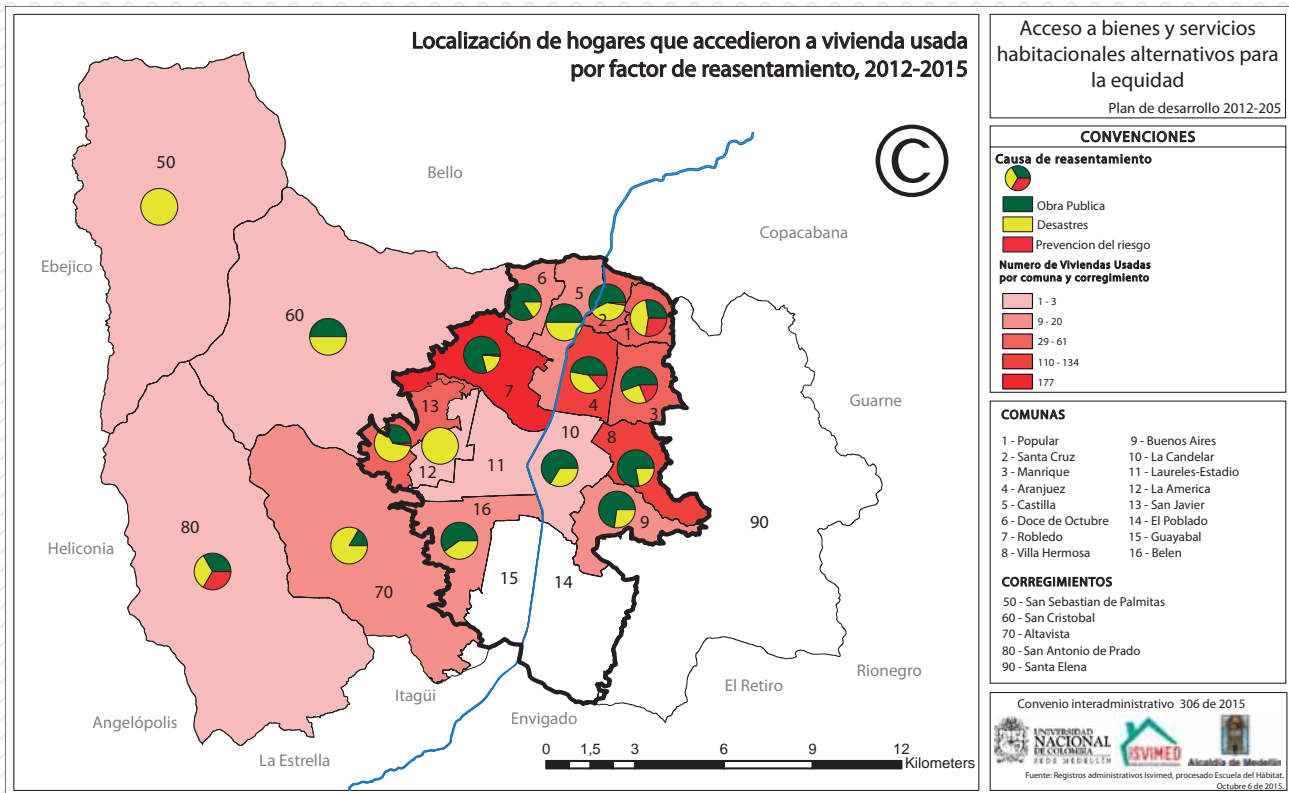 Localización de hogares que accedieron a vivienda usada
por factor de reasentamiento, 2012-2015
©
50
Bello
Copacabana
Ebejico
6
5
2
1
60
Guarne
7
4
3
13
8
10
12
11
16
9
80
90
Heliconia
15
14
70
Rionegro
El Retiro
Itagüi
Angelópolis
Envigado
La Estrella
0 1,5 3 6 9 12
Kilometers
Acceso a bienes y servicios
habitacionales alternativos para
la equidad
Plan de desarrollo 2012-205
CONVENCIONES
Causa de reasentamiento
Obra Publica
Desastres
Prevencion del riesgo
Numero de Viviendas Usadas
por comuna y corregimiento
1 - 3
9 - 20
29 - 61
110 - 134
177
COMUNAS
1 - Popular
2 - Santa Cruz
3 - Manrique
4 - Aranjuez
5 - Castilla
6 - Doce de Octubre
7 - Robledo
8 - Villa Hermosa
9 - Buenos Aires
10 - La Candelar
11 - Laureles-Estadio
12 - La America
13 - San Javier
14 - El Poblado
15 - Guayabal
16 - Belen
CORREGIMIENTOS
50 - San Sebastian de Palmitas
60 - San Cristobal
70 - Altavista
80 - San Antonio de Prado
90 - Santa Elena
Convenio interadministrativo 306 de 2015
UNIVERSIDAD
NACIONAL
DE COLOMBIA
SEDE MEDELLÍN
ISVIMED
Alcaldía de Medellín
Fuente: Registros administrativos Isvimed, procesado Escuela del Hábitat.
Octubre 6 de 2015.